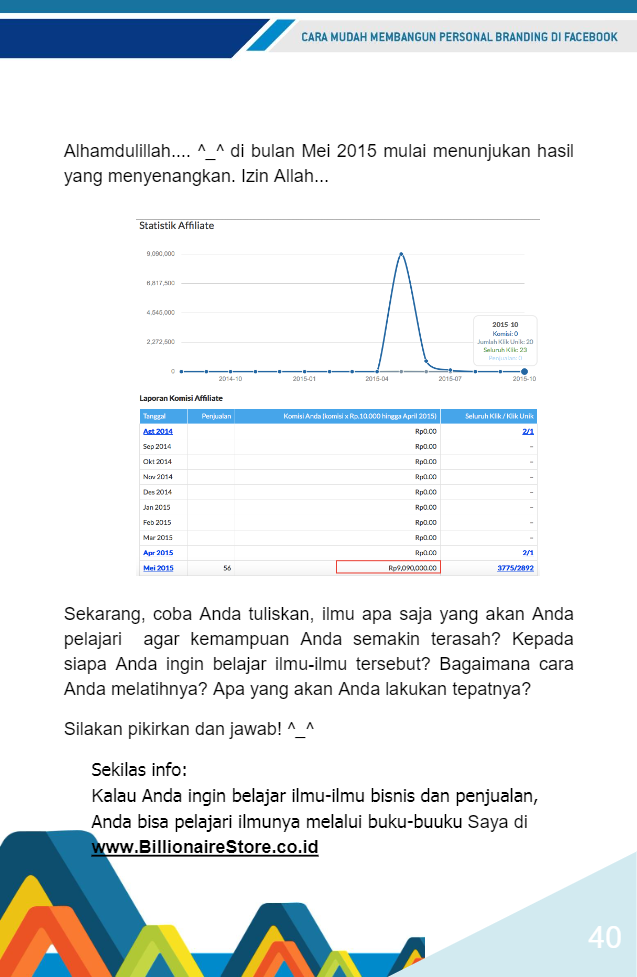 CARA MUDAH MEMBANGUN PERSONAL BRANDING DI FACEBOOK
Alhamdulillah.... ^_^ di bulan Mei 2015 mulai menunjukan hasil
yang menyenangkan. Izin Allah...
Statistik Affiliate
9,090,000
6,817,500
4,545,000
2,272,500
0
2014-10 2015-01 2015-04 2015-07 2015-10
2015 10
Komisi: 0
Jumlah Klik Unik: 20
Seluruh Klik: 23
Penjualan: 0
Laporan Komisi Affiliate
Tanggal Penjualan Komisi Anda (komisi x Rp.10.000 hingga April 2015) Seluruh Klik / Klik Unik
Agt 2014 Rp0.00 2/1
Sep 2014 Rp0.00 –
Okt 2014 Rp0.00 –
Nov 2014 Rp0.00 –
Des 2014 Rp0.00 –
Jan 2015 Rp0.00 –
Feb 2015 Rp0.00 –
Mar 2015 Rp0.00 –
Apr 2015 Rp0.00 2/1
Mei 2015 56 Rp9,090,000.00 3775/2892
Sekarang, coba Anda tuliskan, ilmu apa saja yang akan Anda
pelajari agar kemampuan Anda semakin terasah? Kepada
siapa Anda ingin belajar ilmu-ilmu tersebut? Bagaimana cara
Anda melatihnya? Apa yang akan Anda lakukan tepatnya?
Silakan pikirkan dan jawab! ^_^
Sekilas info:
Kalau Anda ingin belajar ilmu-ilmu bisnis dan penjualan,
Anda bisa pelajari ilmunya melalui buku-buuku Saya di
www.BillionaireStore.co.id
40